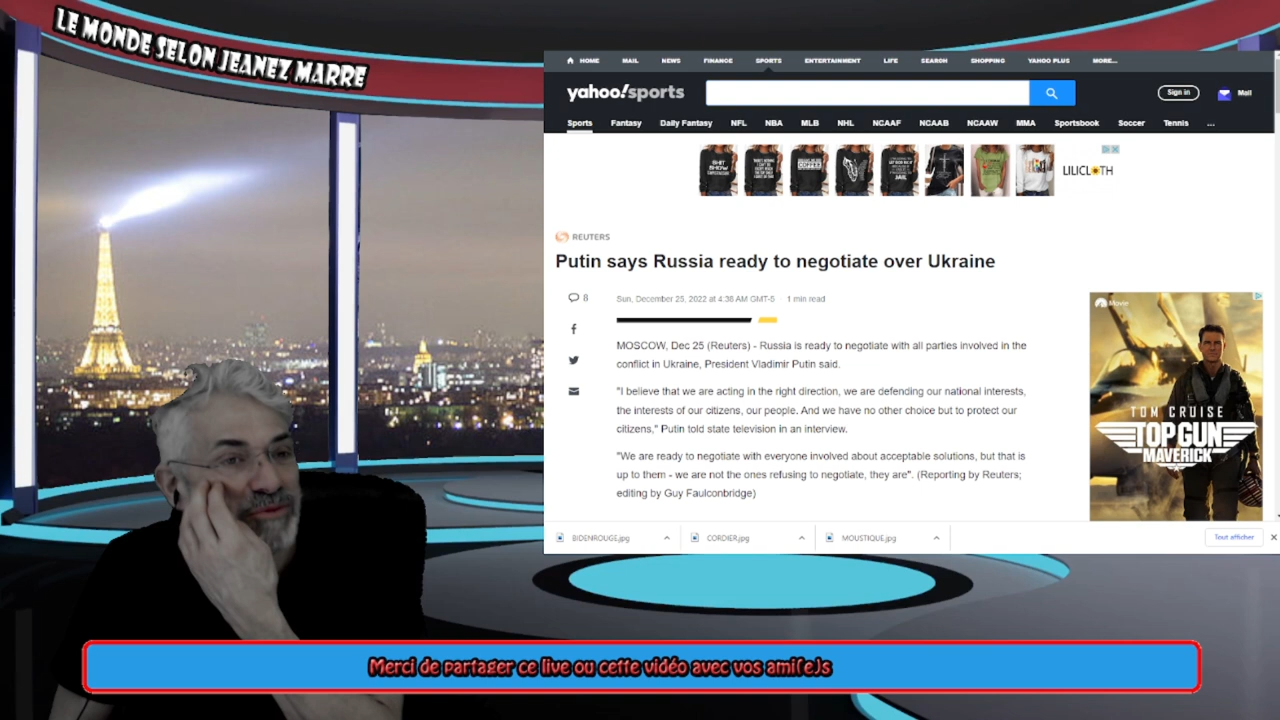 LE MONDE SELON JEANEZ MARRE
HOME MAIL NEWS FINANCE SPORTS ENTERTAINMENT LIFE SEARCH SHOPPING YAHOO PLUS MORE...
yahoo!sports
Sign in
Mail
Sports Fantasy Daily Fantasy NFL NBA MLB NHL NCAAF NCAAB NCAAW MMA Sportsbook Soccer Tennis ...
LILICLOTH
REUTERS
Putin says Russia ready to negotiate over Ukraine
8
Sun, December 25, 2022 at 4:36 AM GMT-5 · 1 min read
MOSCOW, Dec 25 (Reuters) - Russia is ready to negotiate with all parties involved in the
conflict in Ukraine, President Vladimir Putin said.
"I believe that we are acting in the right direction, we are defending our national interests,
the interests of our citizens, our people. And we have no other choice but to protect our
citizens," Putin told state television in an interview.
"We are ready to negotiate with everyone involved about acceptable solutions, but that is
up to them - we are not the ones refusing to negotiate, they are". (Reporting by Reuters;
editing by Guy Faulconbridge)
Movie
TOM CRUISE
TOPGUN
MAVERICK
BIDENROUGE.jpg
CORDIER.jpg
MOUSTIQUE.jpg
Tout afficher
Merci de partager ce live ou cette vidéo avec vos ami(e)s